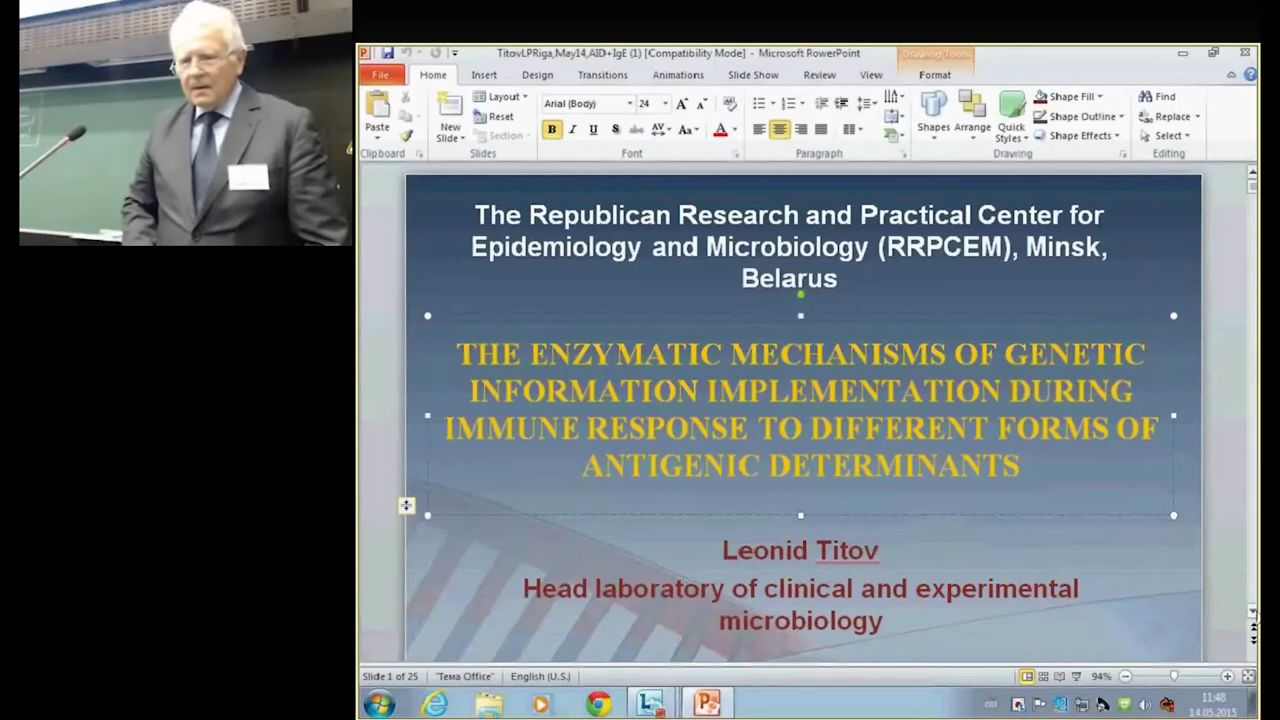 TitovLPRiga,May14,AID+IgE (1) [Compatibility Mode] - Microsoft PowerPoint
Drawing Tools
File Home Insert Design Transitions Animations Slide Show Review View Format
Paste
Clipboard
New Slide
Layout
Reset
Section
Slides
Arial (Body) 24
B I U S abc AV Aa A
Font
Paragraph
Shapes Arrange Quick Styles
Shape Fill
Shape Outline
Shape Effects
Drawing
Find
Replace
Select
Editing
The Republican Research and Practical Center for
Epidemiology and Microbiology (RRPCEM), Minsk,
Belarus
THE ENZYMATIC MECHANISMS OF GENETIC
INFORMATION IMPLEMENTATION DURING
IMMUNE RESPONSE TO DIFFERENT FORMS OF
ANTIGENIC DETERMINANTS
Leonid Titov
Head laboratory of clinical and experimental
microbiology
Slide 1 of 25 "Тема Office" English (U.S.) 94%
11:48
14.05.2015